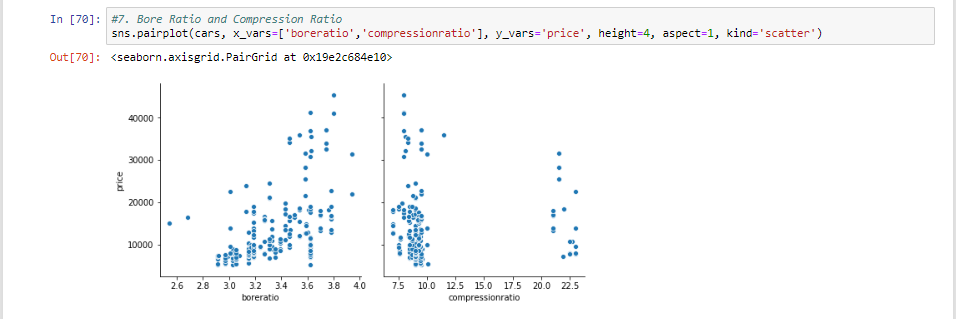 In [70]: #7. Bore Ratio and Compression Ratio
sns.pairplot(cars, x_vars=['boreratio','compressionratio'], y_vars='price', height=4, aspect=1, kind='scatter')
Out[70]: <seaborn.axisgrid.PairGrid at 0x19e2c684e10>
40000
30000
20000
10000
price
2.6 2.8 3.0 3.2 3.4 3.6 3.8 4.0
boreratio
7.5 10.0 12.5 15.0 17.5 20.0 22.5
compressionratio